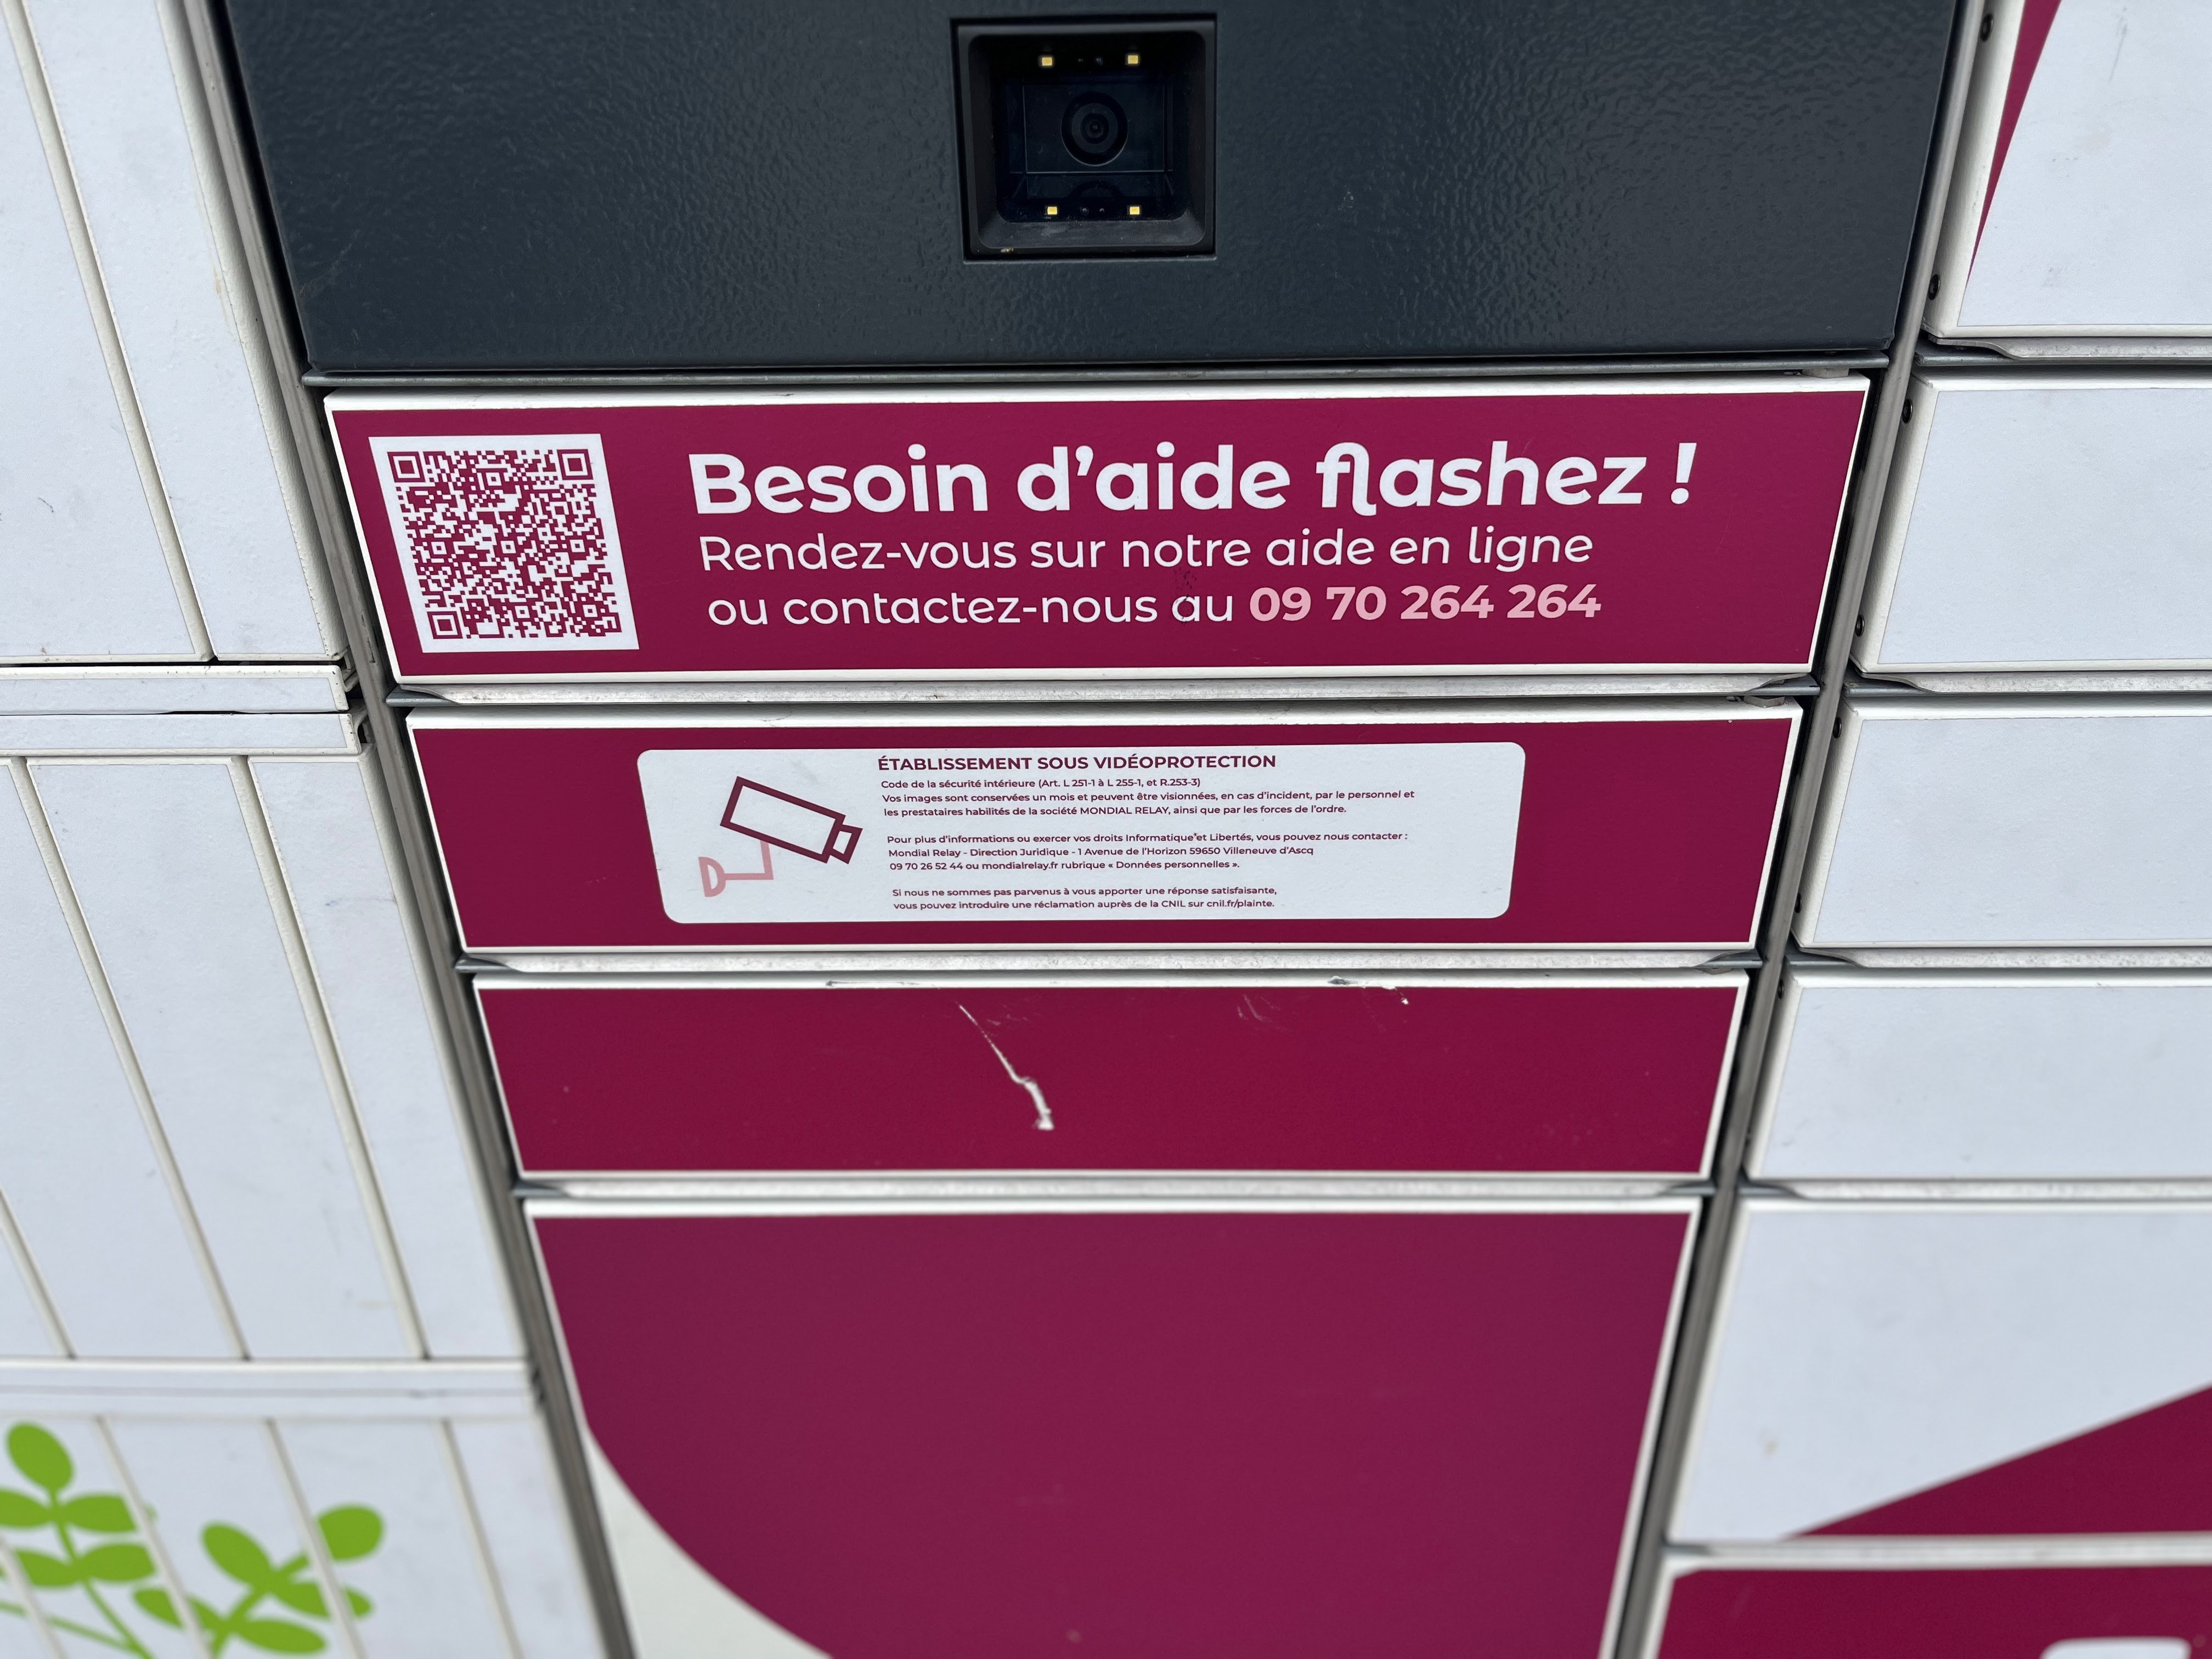 Besoin d'aide flashez !
Rendez-vous sur notre aide en ligne
ou contactez-nous au 09 70 264 264
ÉTABLISSEMENT SOUS VIDÉOPROTECTION
Code de la sécurité intérieure (Art. L 251-1 à L 255-1, et R.253-3)
Vos images sont conservées un mois et peuvent être visionnées, en cas d'incident, par le personnel et
les prestataires habilités de la société MONDIAL RELAY, ainsi que par les forces de l'ordre.
Pour plus d'informations ou exercer vos droits Informatique et Libertés, vous pouvez nous contacter :
Mondial Relay - Direction Juridique - 1 Avenue de l'Horizon 59650 Villeneuve d'Ascq
09 70 26 52 44 ou mondialrelay.fr rubrique « Données personnelles ».
Si nous ne sommes pas parvenus à vous apporter une réponse satisfaisante,
vous pouvez introduire une réclamation auprès de la CNIL sur cnil.fr/plainte.